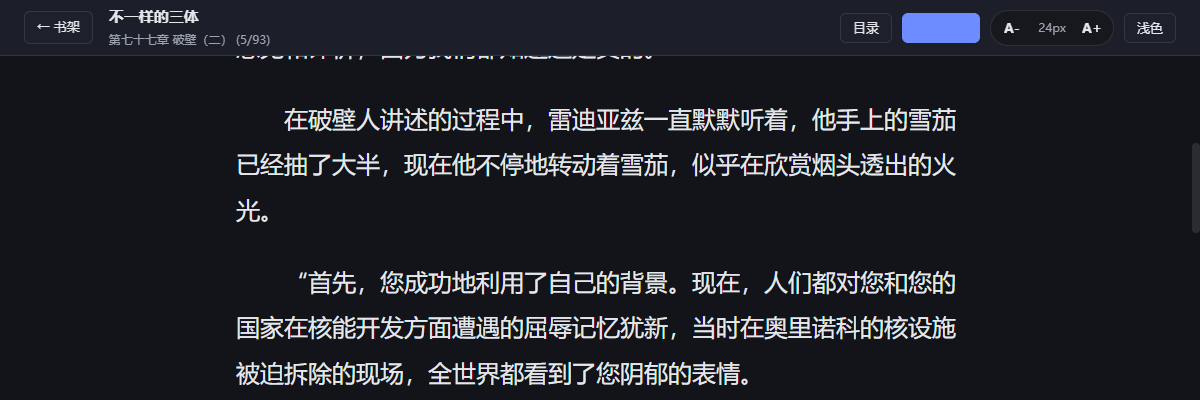 ← 书架
不一样的三体
第七十七章 破壁（二） (5/93)
目录
A-
24px
A+
浅色
在破壁人讲述的过程中，雷迪亚兹一直默默听着，他手上的雪茄
已经抽了大半，现在他不停地转动着雪茄，似乎在欣赏烟头透出的火
光。
“首先，您成功地利用了自己的背景。现在，人们都对您和您的
国家在核能开发方面遭遇的屈辱记忆犹新，当时在奥里诺科的核设施
被迫拆除的现场，全世界都看到了您阴郁的表情。